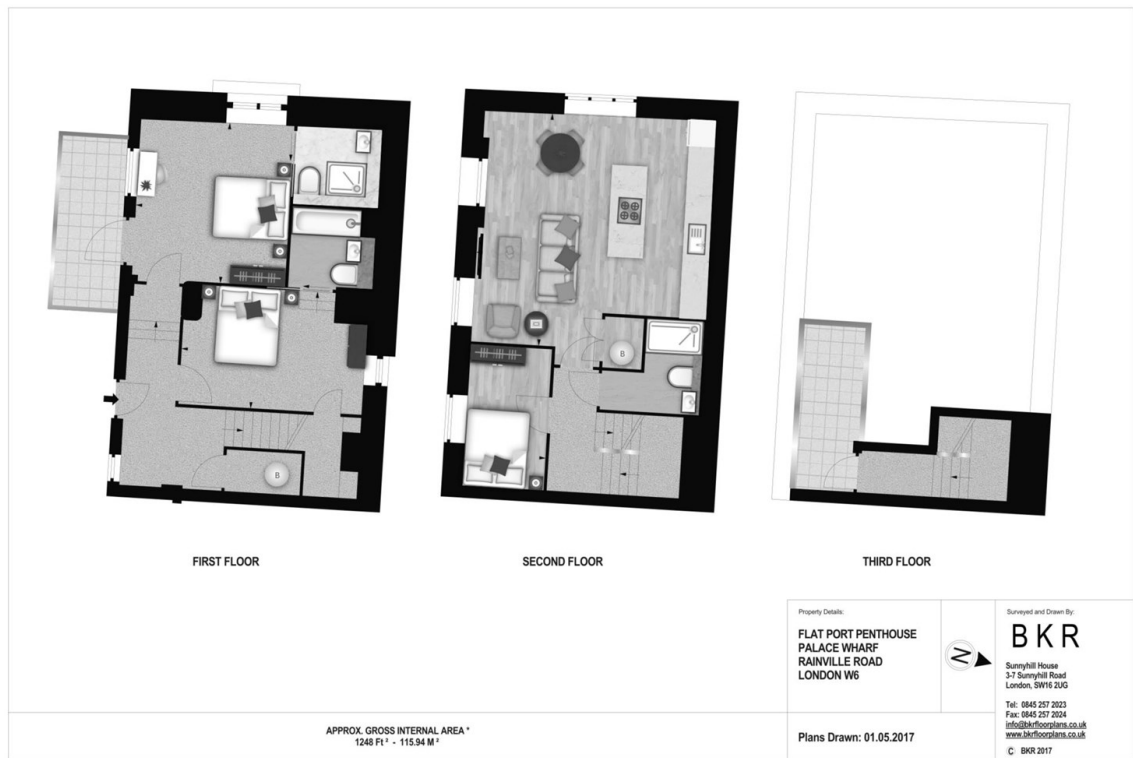 B
B
FIRST FLOOR
SECOND FLOOR
THIRD FLOOR
Property Details:
FLAT PORT PENTHOUSE
PALACE WHARF
RAINVILLE ROAD
LONDON W6
N
Surveyed and Drawn By:
BKR
Sunnyhill House
3-7 Sunnyhill Road
London, SW16 2UG
Tel: 0845 257 2023
Fax: 0845 257 2024
info@bkrfloorplans.co.uk
www.bkrfloorplans.co.uk
C BKR 2017
APPROX. GROSS INTERNAL AREA *
1248 Ft ² - 115.94 M ²
Plans Drawn: 01.05.2017